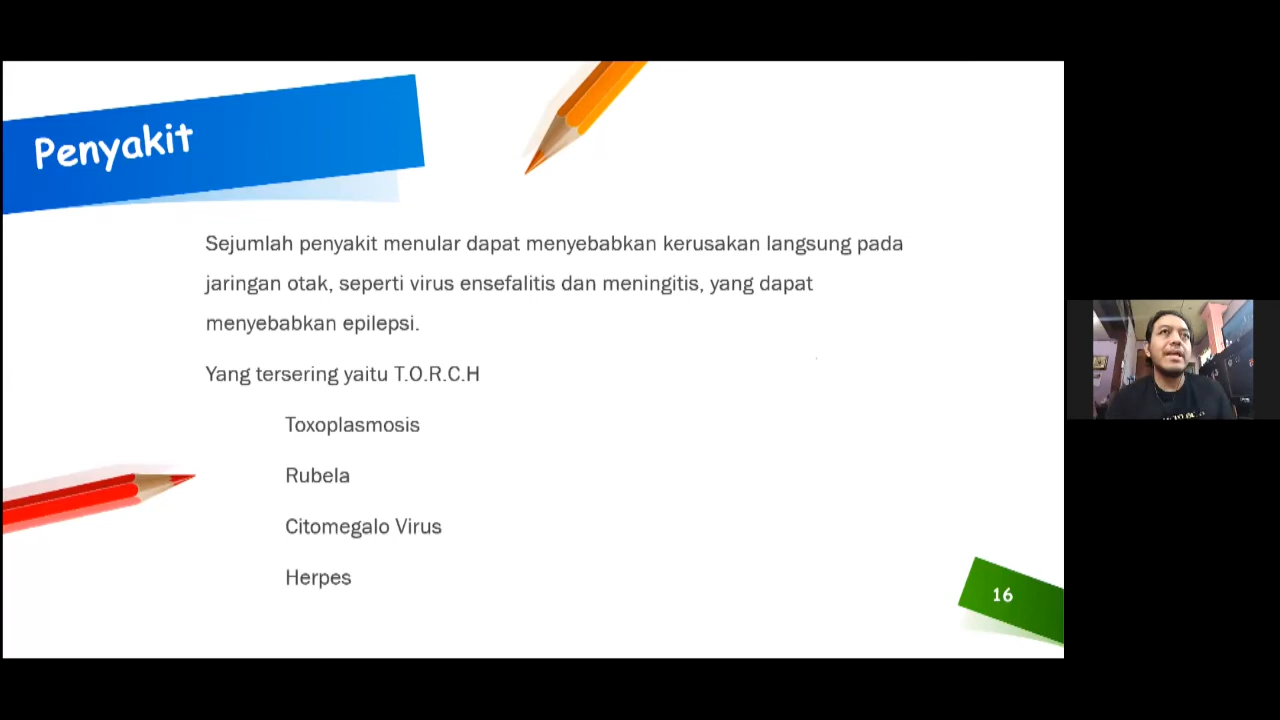 Penyakit
Sejumlah penyakit menular dapat menyebabkan kerusakan langsung pada
jaringan otak, seperti virus ensefalitis dan meningitis, yang dapat
menyebabkan epilepsi.
Yang tersering yaitu T.O.R.C.H
Toxoplasmosis
Rubela
Citomegalo Virus
Herpes
16